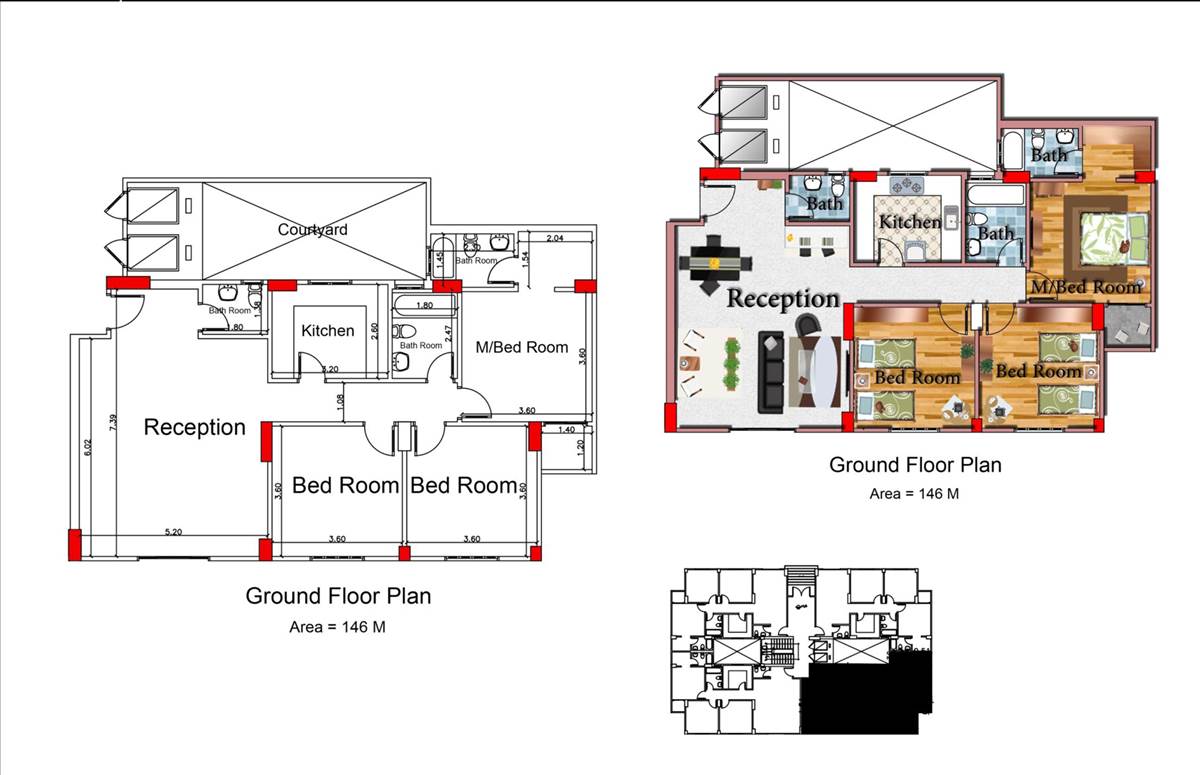 Courtyard
2.04
1.45
Bath Room
1.54
Bath Room
1.38
1.80
1.80
Kitchen
2.60
Bath Room
2.47
M/Bed Room
3.60
3.20
1.08
3.60
Reception
7.39
6.02
1.40
1.20
Bed Room
Bed Room
3.60
3.60
5.20
3.60
3.60
Ground Floor Plan
Area = 146 M
Bath
Bath
Kitchen
Bath
M/Bed Room
Reception
Bed Room
Bed Room
Ground Floor Plan
Area = 146 M